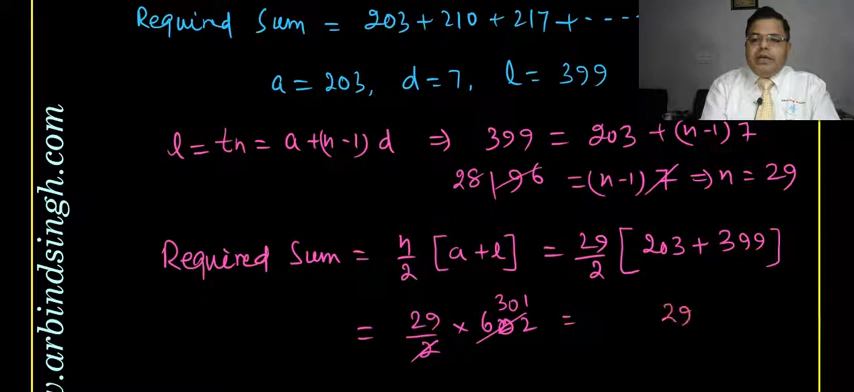 Required Sum = 203 + 210 + 217 + -----
a = 203, d = 7, l = 399
l = tn = a + (n-1) d ⇒ 399 = 203 + (n-1) 7
28 196 = (n-1) 7 ⇒ n = 29
Required Sum = n/2 [a + l] = 29/2 [203 + 399]
301
= 29/2 × 602 = 29
w.arbindsingh.com